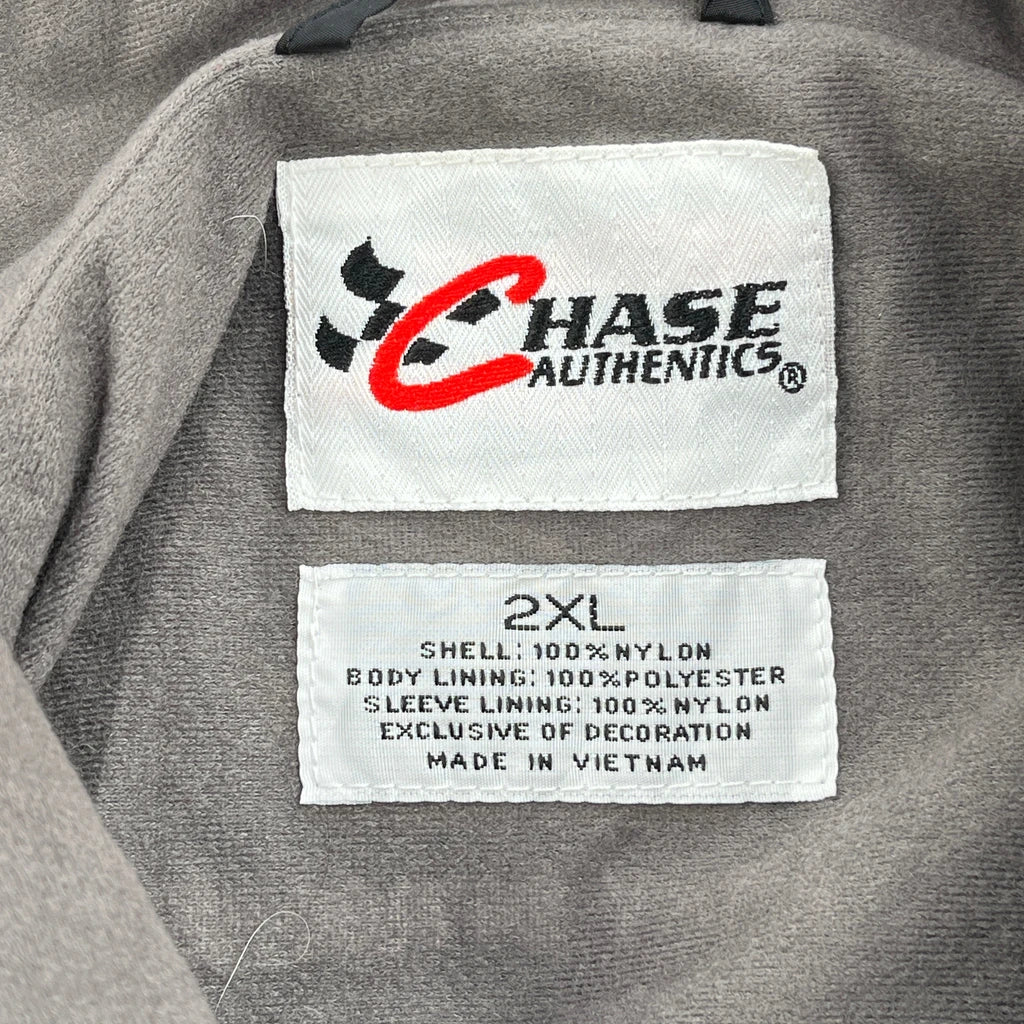 CHASE
AUTHENTICS®
2XL
SHELL: 100% NYLON
BODY LINING: 100% POLYESTER
SLEEVE LINING: 100% NYLON
EXCLUSIVE OF DECORATION
MADE IN VIETNAM